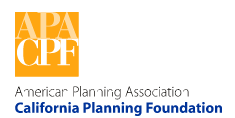 APA
CPF
American Planning Association
California Planning Foundation